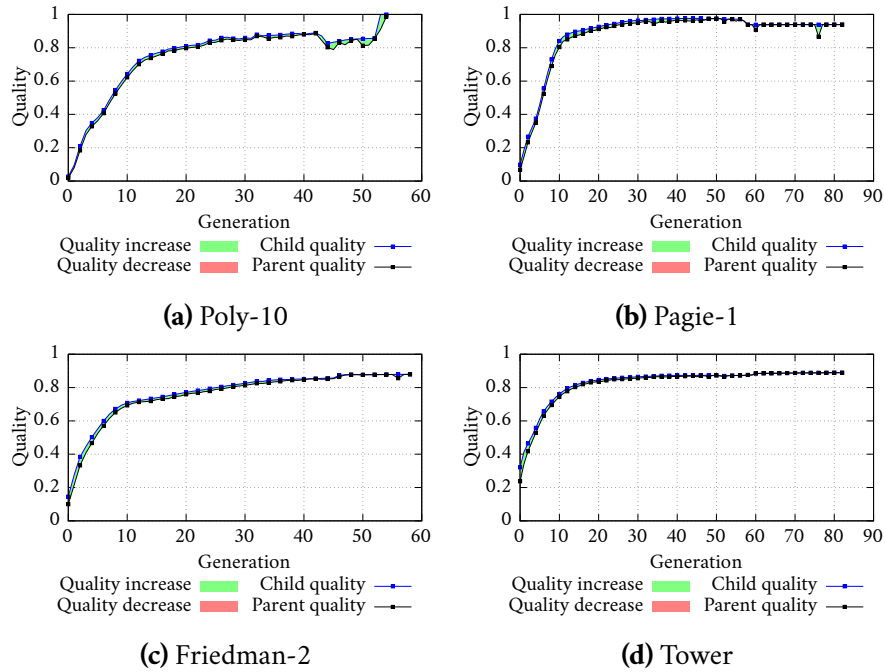 1
0.8
0.6
0.4
0.2
0
Quality
0 10 20 30 40 50 60
Generation
Quality increase Child quality
Quality decrease Parent quality
(a) Poly-10
1
0.8
0.6
0.4
0.2
0
Quality
0 10 20 30 40 50 60 70 80 90
Generation
Quality increase Child quality
Quality decrease Parent quality
(b) Pagie-1
1
0.8
0.6
0.4
0.2
0
Quality
0 10 20 30 40 50 60
Generation
Quality increase Child quality
Quality decrease Parent quality
(c) Friedman-2
1
0.8
0.6
0.4
0.2
0
Quality
0 10 20 30 40 50 60 70 80 90
Generation
Quality increase Child quality
Quality decrease Parent quality
(d) Tower